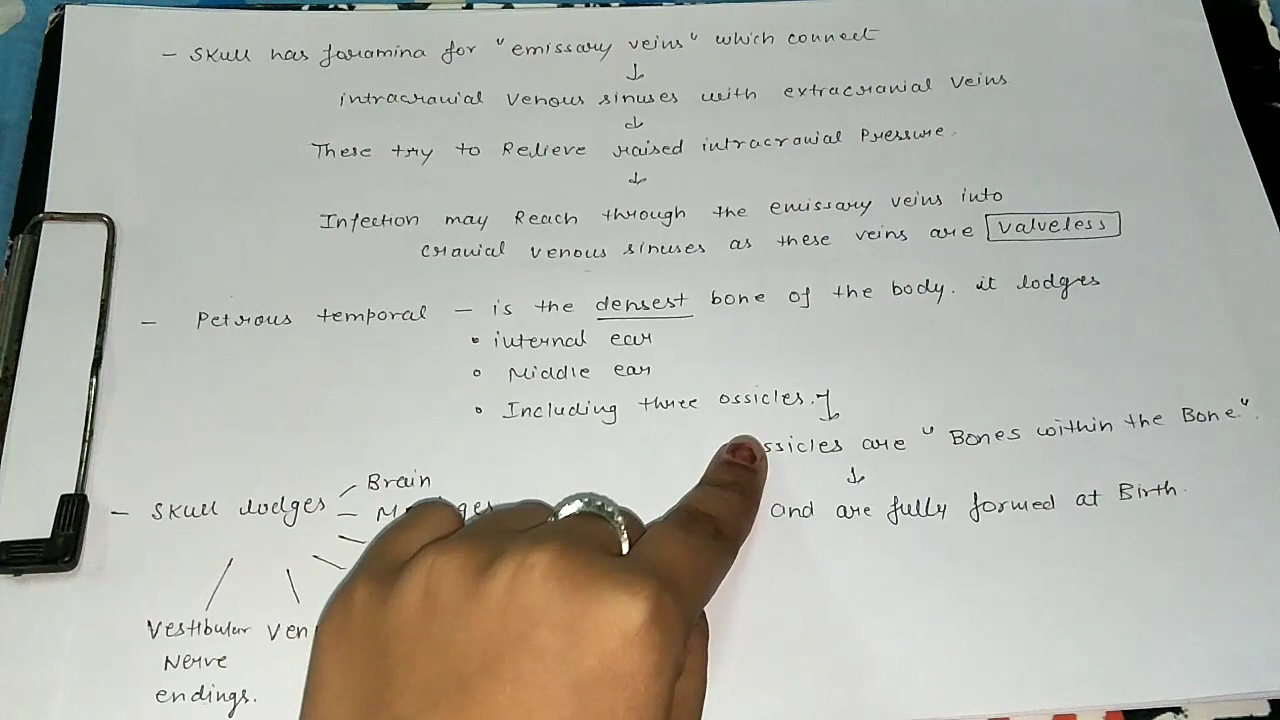 - Skull has foramina for "emissary veins" which connect
↓
intracranial venous sinuses with extracranial veins
↓
These try to Relieve raised intracranial Pressure.
↓
Infection may Reach through the emissary veins into
cranial venous sinuses as these veins are valveless
- Petrous temporal - is the densest bone of the body. it lodges
• internal ear
• Middle ear
• Including three ossicles.
↓
are "Bones within the Bone".
↓
and are fully formed at Birth.
- Skull lodges - Brain
Vestibular
Nerve
endings.